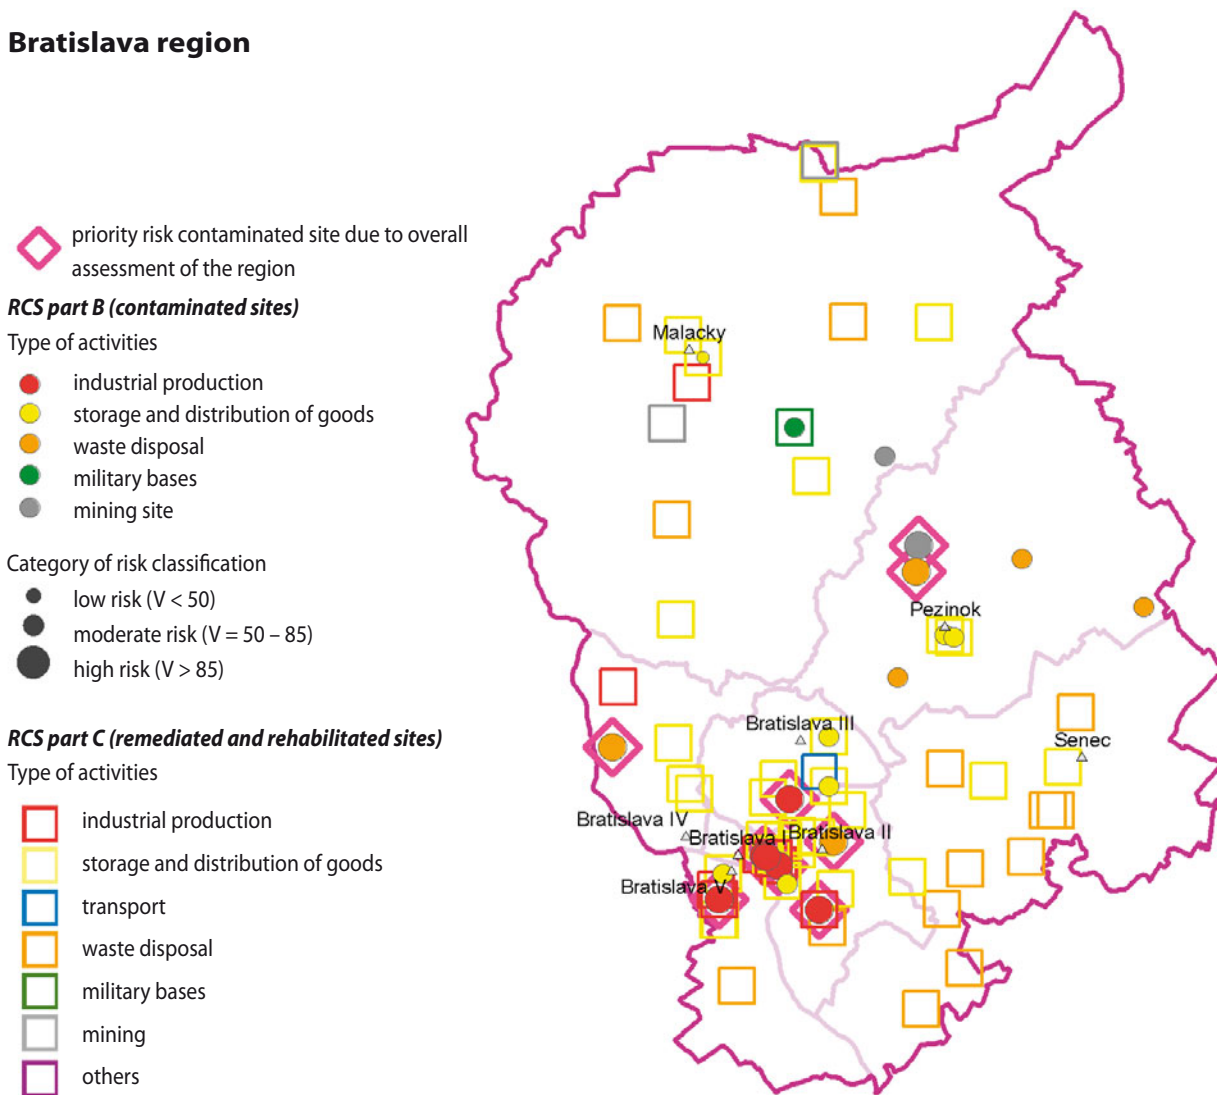 Bratislava region
priority risk contaminated site due to overall
assessment of the region
RCS part B (contaminated sites)
Type of activities
industrial production
storage and distribution of goods
waste disposal
military bases
mining site
Category of risk classification
low risk (V < 50)
moderate risk (V = 50 – 85)
high risk (V > 85)
RCS part C (remediated and rehabilitated sites)
Type of activities
industrial production
storage and distribution of goods
transport
waste disposal
military bases
mining
others
Malacky
Pezinok
Bratislava III
Senec
Bratislava IV
Bratislava I
Bratislava II
Bratislava V